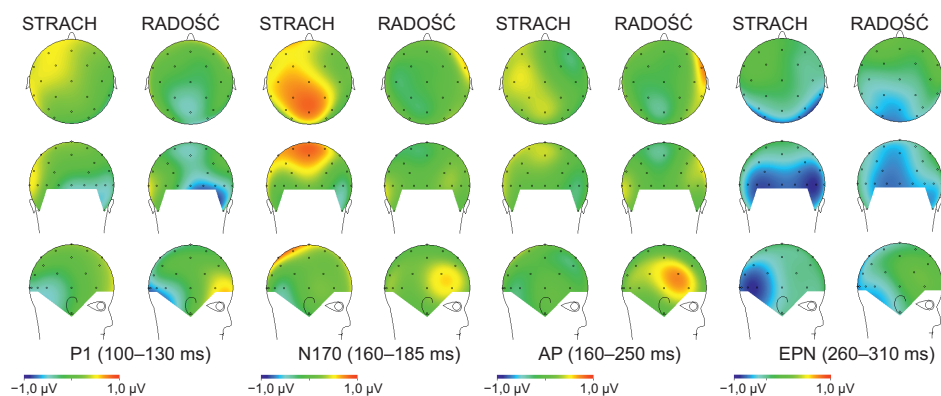 STRACH RADOŚĆ STRACH RADOŚĆ STRACH RADOŚĆ STRACH RADOŚĆ
P1 (100–130 ms) N170 (160–185 ms) AP (160–250 ms) EPN (260–310 ms)
−1,0 µV 1,0 µV −1,0 µV 1,0 µV −1,0 µV 1,0 µV −1,0 µV 1,0 µV